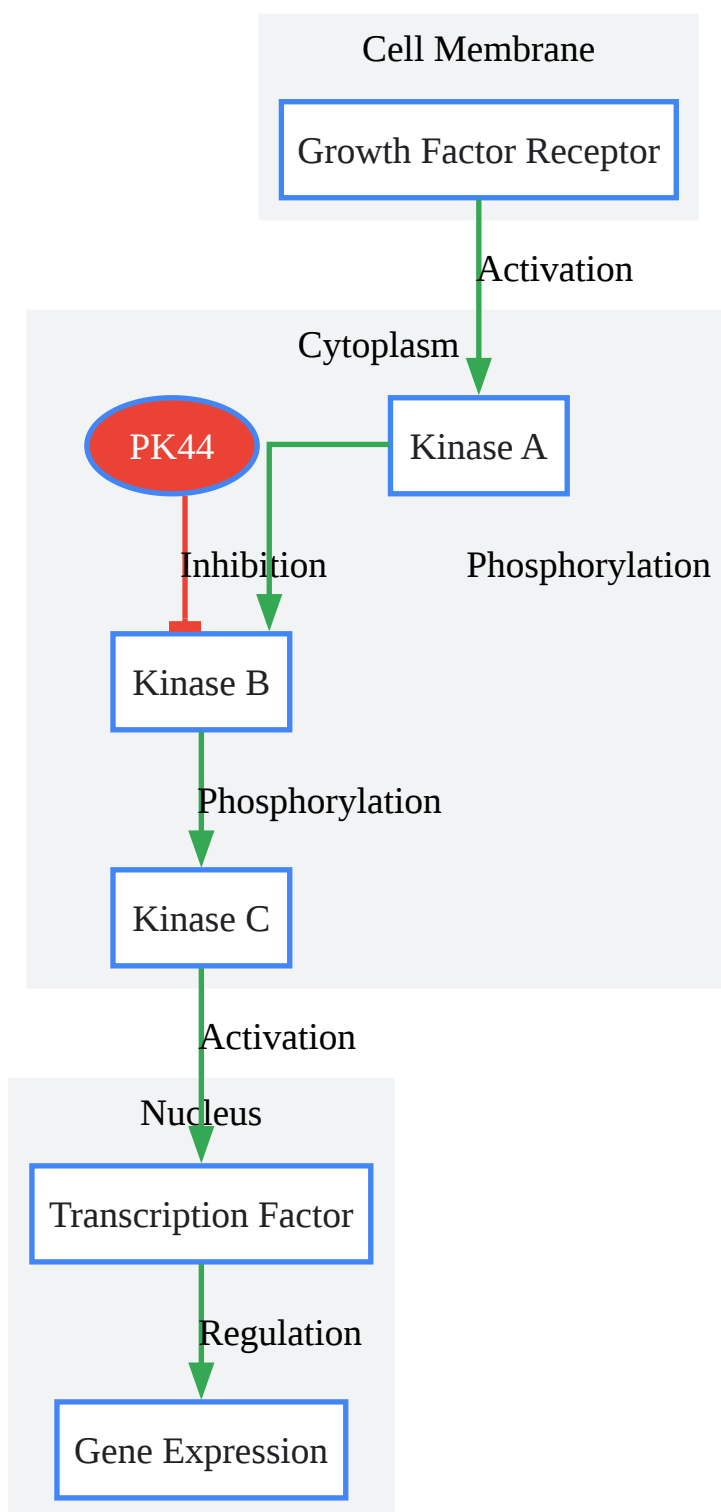 Cell Membrane
Growth Factor Receptor
Activation
Cytoplasm
PK44
Kinase A
Inhibition
Phosphorylation
Kinase B
Phosphorylation
Kinase C
Activation
Nucleus
Transcription Factor
Regulation
Gene Expression